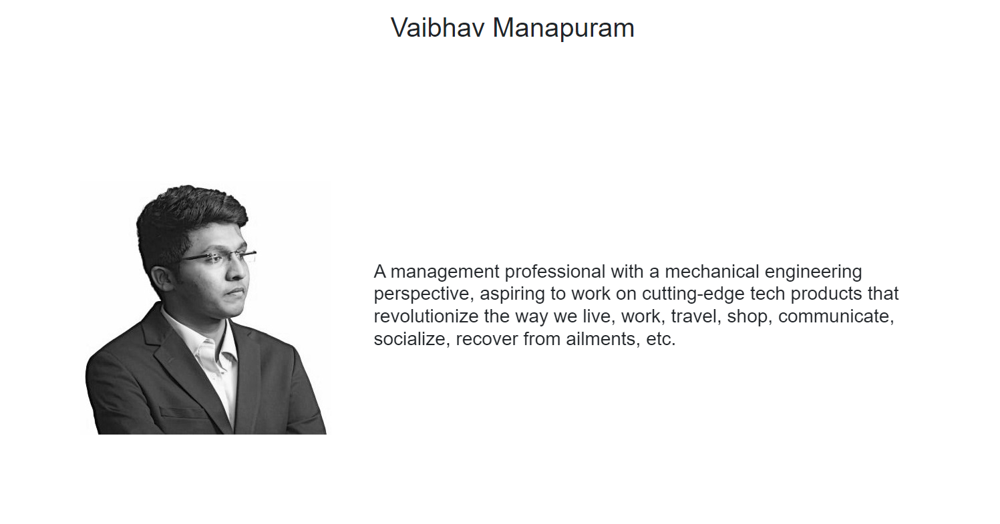 Vaibhav Manapuram
A management professional with a mechanical engineering
perspective, aspiring to work on cutting-edge tech products that
revolutionize the way we live, work, travel, shop, communicate,
socialize, recover from ailments, etc.